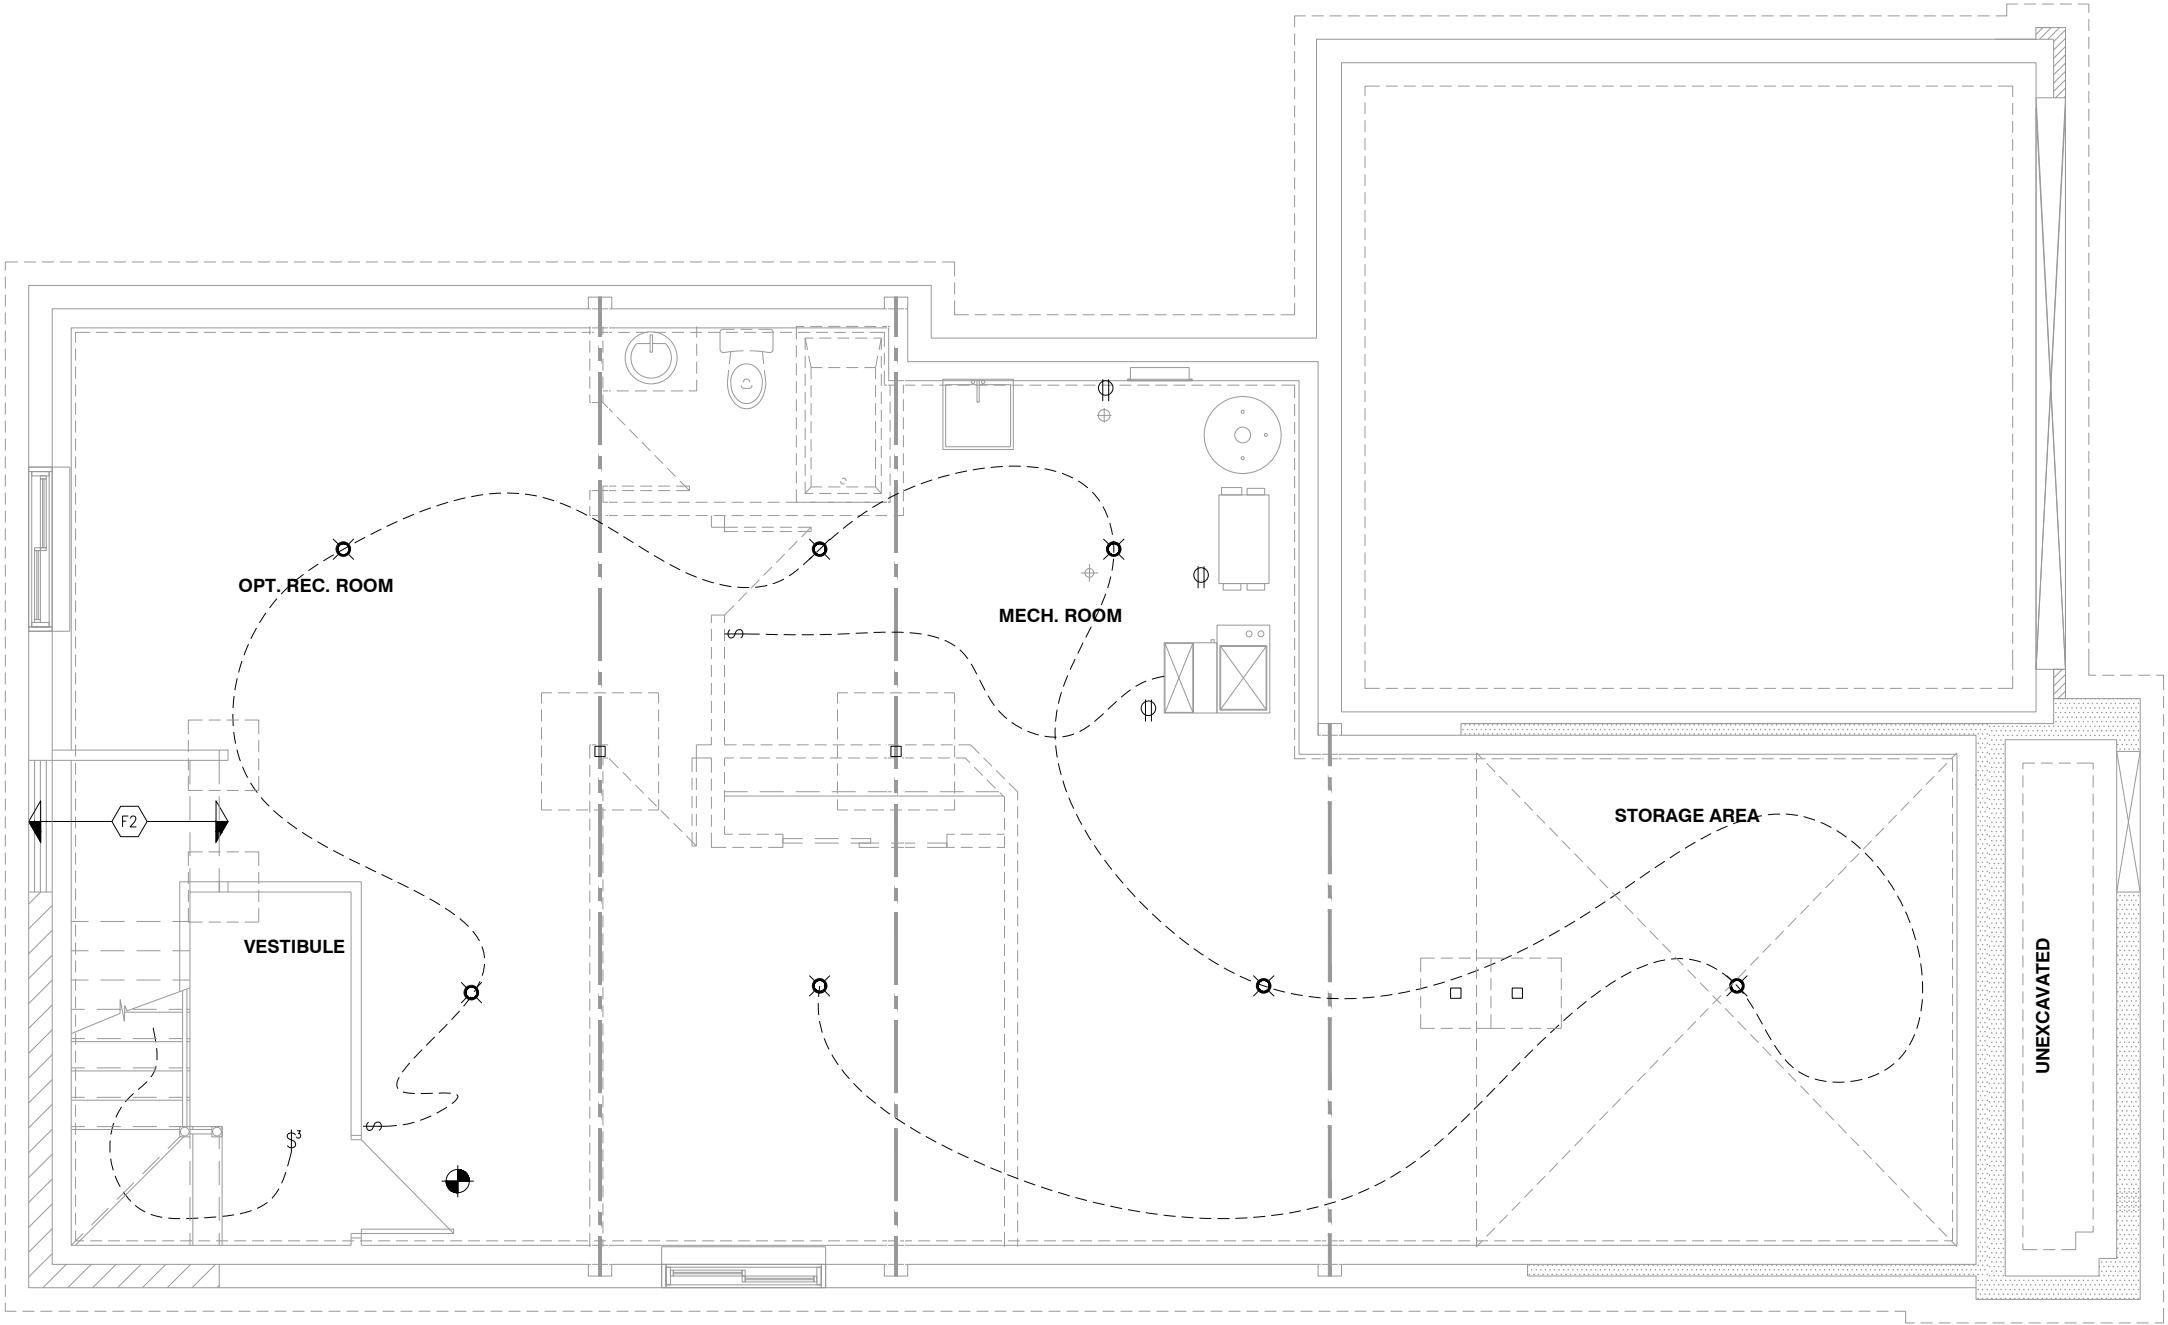 OPT. REC. ROOM
MECH. ROOM
S
STORAGE AREA
F2
VESTIBULE
UNEXCAVATED
S
$3